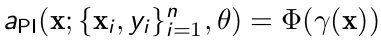 a_PI(x; {x_i, y_i}_{i=1}^n, θ) = Φ(γ(x))